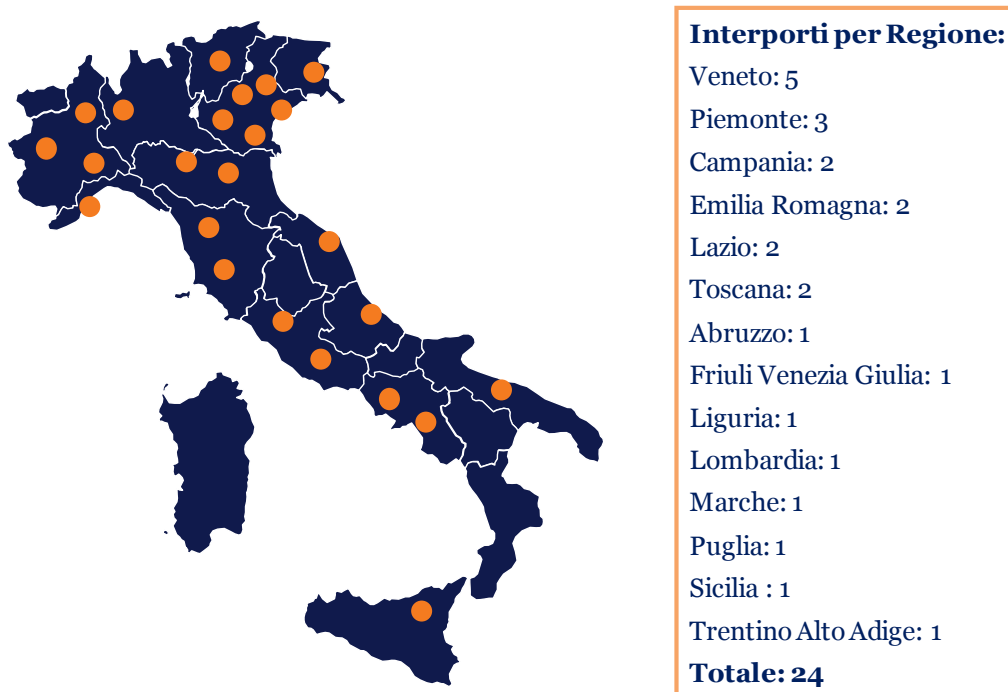 Interporti per Regione:
Veneto: 5
Piemonte: 3
Campania: 2
Emilia Romagna: 2
Lazio: 2
Toscana: 2
Abruzzo: 1
Friuli Venezia Giulia: 1
Liguria: 1
Lombardia: 1
Marche: 1
Puglia: 1
Sicilia : 1
Trentino Alto Adige: 1
Totale: 24